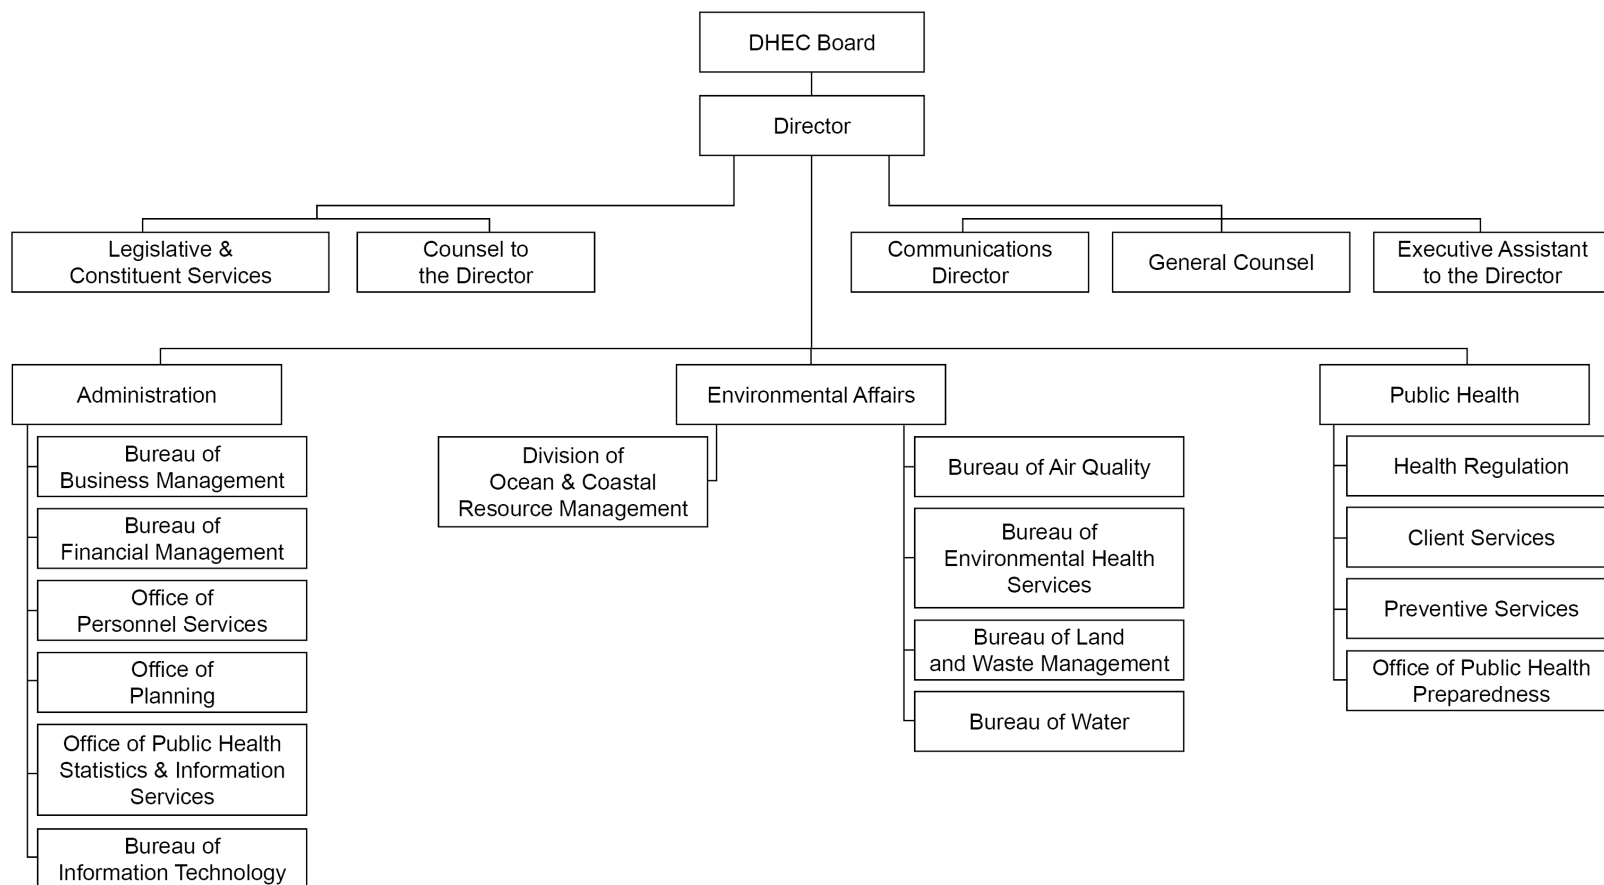 DHEC Board
Director
Legislative &
Constituent Services
Counsel to
the Director
Communications
Director
General Counsel
Executive Assistant
to the Director
Administration
Environmental Affairs
Public Health
Bureau of
Business Management
Bureau of
Financial Management
Office of
Personnel Services
Office of
Planning
Office of Public Health
Statistics & Information
Services
Bureau of
Information Technology
Division of
Ocean & Coastal
Resource Management
Bureau of Air Quality
Bureau of
Environmental Health
Services
Bureau of Land
and Waste Management
Bureau of Water
Health Regulation
Client Services
Preventive Services
Office of Public Health
Preparedness